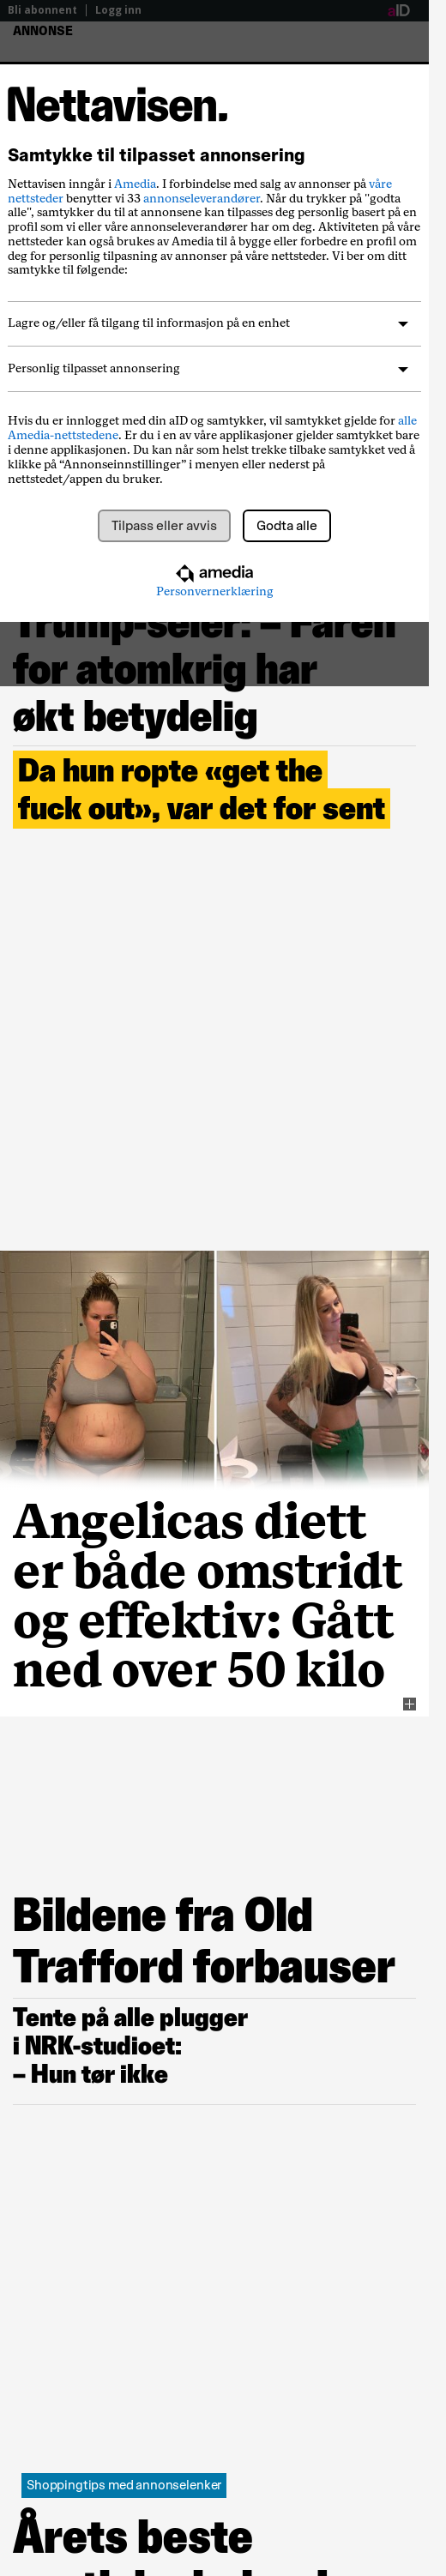 Bli abonnent
Logg inn
aID
ANNONSE
Nettavisen.
Samtykke til tilpasset annonsering
Nettavisen inngår i Amedia. I forbindelse med salg av annonser på våre
nettsteder benytter vi 33 annonseleverandører. Når du trykker på "godta
alle", samtykker du til at annonsene kan tilpasses deg personlig basert på en
profil som vi eller våre annonseleverandører har om deg. Aktiviteten på våre
nettsteder kan også brukes av Amedia til å bygge eller forbedre en profil om
deg for personlig tilpasning av annonser på våre nettsteder. Vi ber om ditt
samtykke til følgende:
Lagre og/eller få tilgang til informasjon på en enhet
Personlig tilpasset annonsering
Hvis du er innlogget med din aID og samtykker, vil samtykket gjelde for alle
Amedia-nettstedene. Er du i en av våre applikasjoner gjelder samtykket bare
i denne applikasjonen. Du kan når som helst trekke tilbake samtykket ved å
klikke på “Annonseinnstillinger” i menyen eller nederst på
nettstedet/appen du bruker.
Tilpass eller avvis
Godta alle
amedia
Personvernerklæring
Trump-seier: – Faren
for atomkrig har
økt betydelig
Da hun ropte «get the
fuck out», var det for sent
Angelicas diett
er både omstridt
og effektiv: Gått
ned over 50 kilo
Bildene fra Old
Trafford forbauser
Tente på alle plugger
i NRK-studioet:
– Hun tør ikke
Shoppingtips med annonselenker
Årets beste